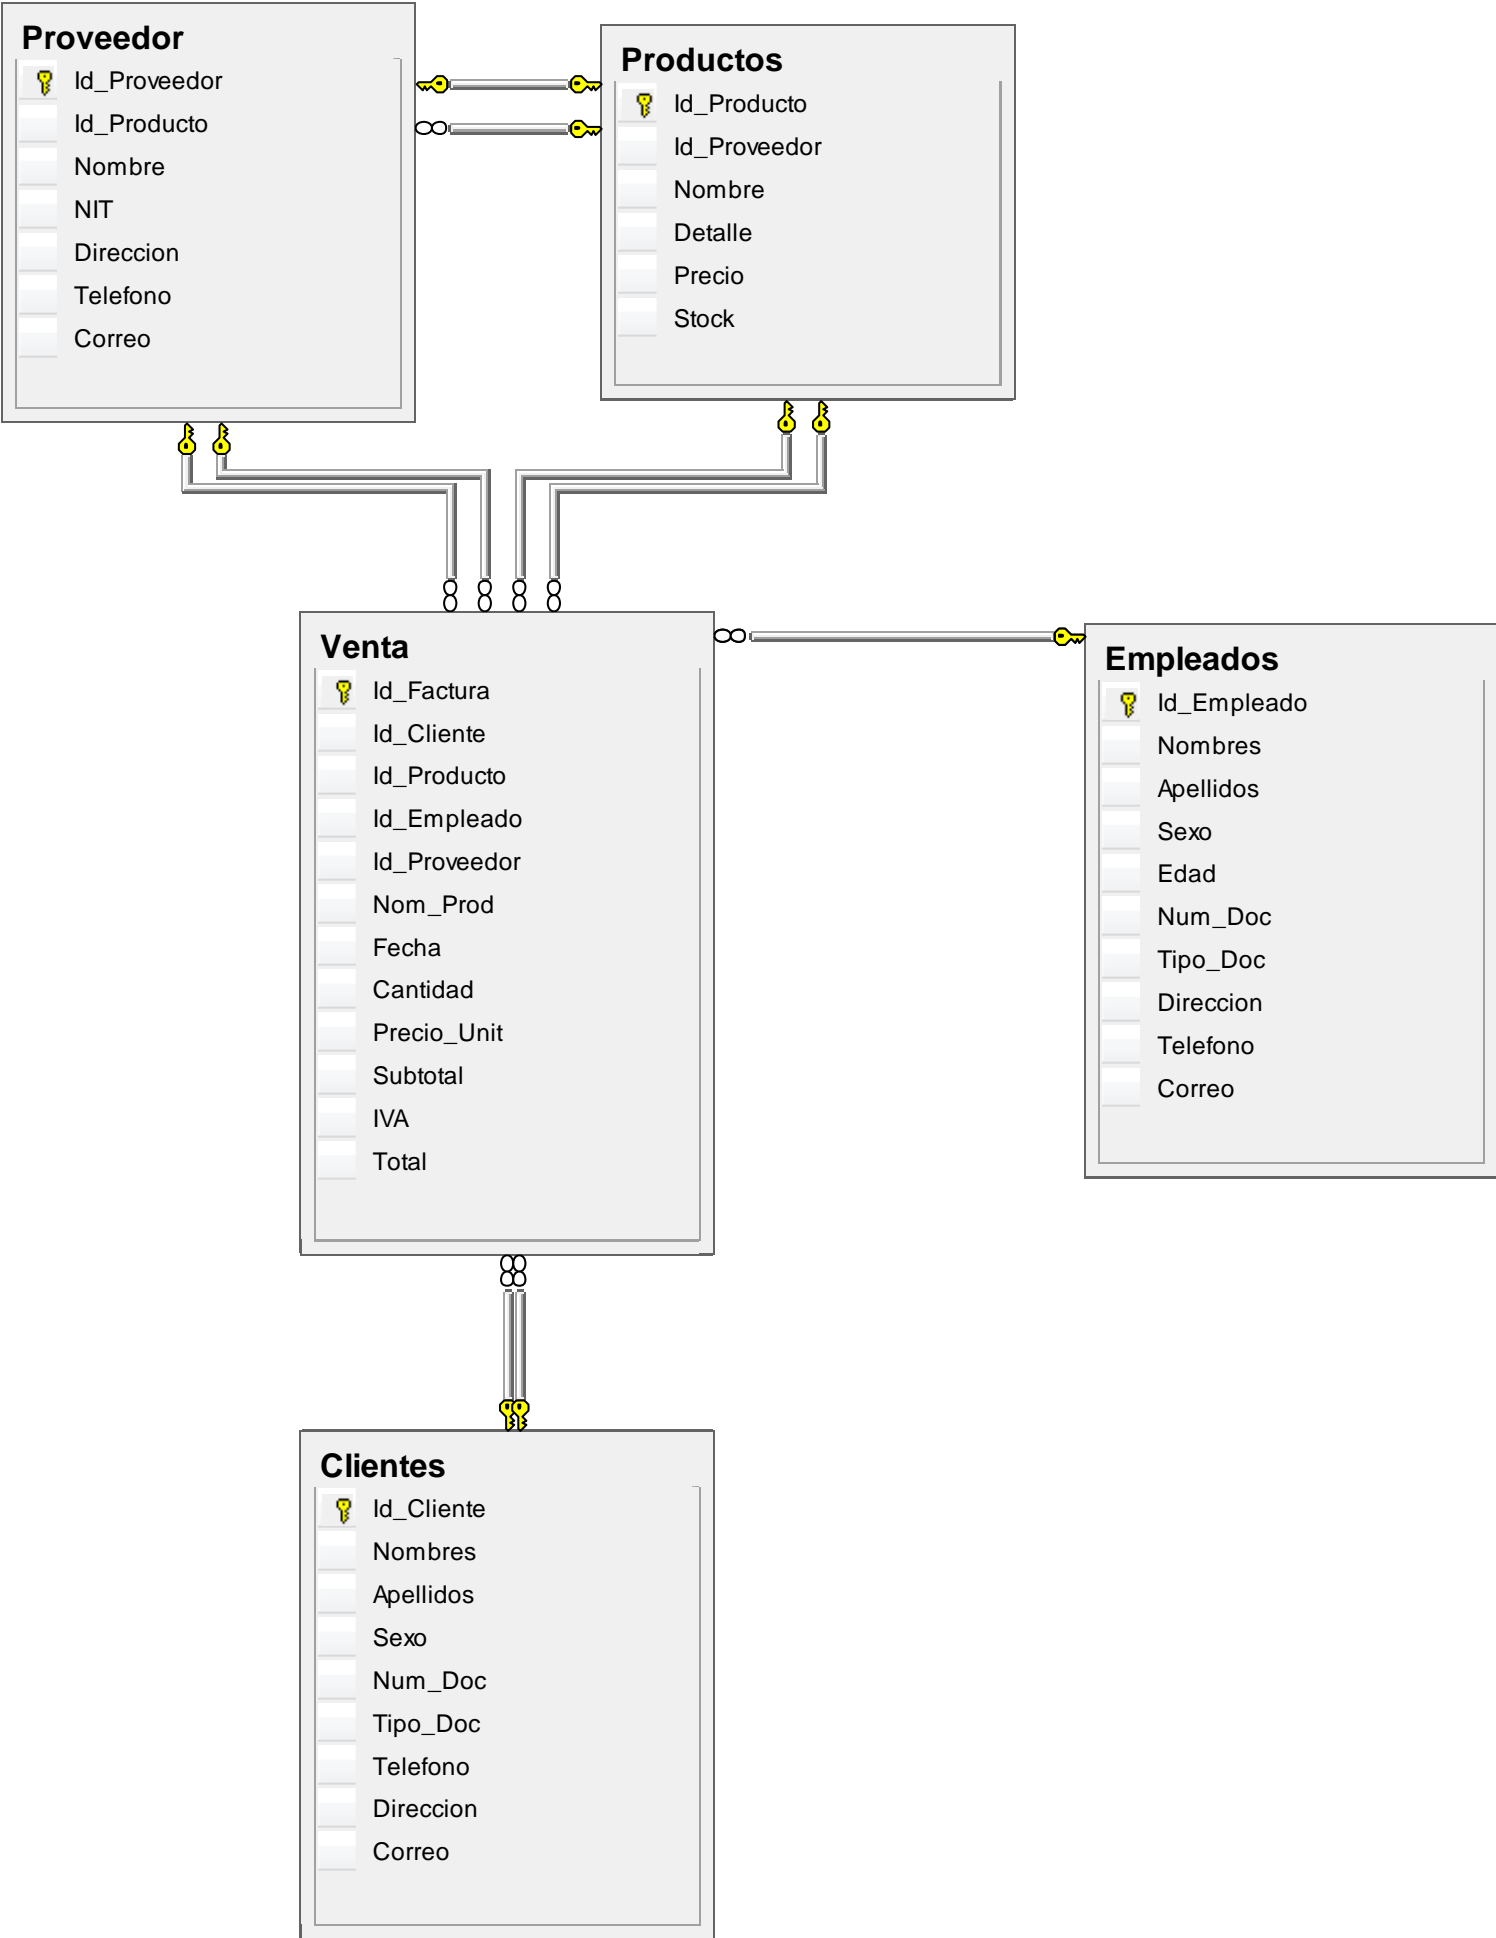 Proveedor
Id_Proveedor
Id_Producto
Nombre
NIT
Direccion
Telefono
Correo
Productos
Id_Producto
Id_Proveedor
Nombre
Detalle
Precio
Stock
Venta
Id_Factura
Id_Cliente
Id_Producto
Id_Empleado
Id_Proveedor
Nom_Prod
Fecha
Cantidad
Precio_Unit
Subtotal
IVA
Total
Empleados
Id_Empleado
Nombres
Apellidos
Sexo
Edad
Num_Doc
Tipo_Doc
Direccion
Telefono
Correo
Clientes
Id_Cliente
Nombres
Apellidos
Sexo
Num_Doc
Tipo_Doc
Telefono
Direccion
Correo